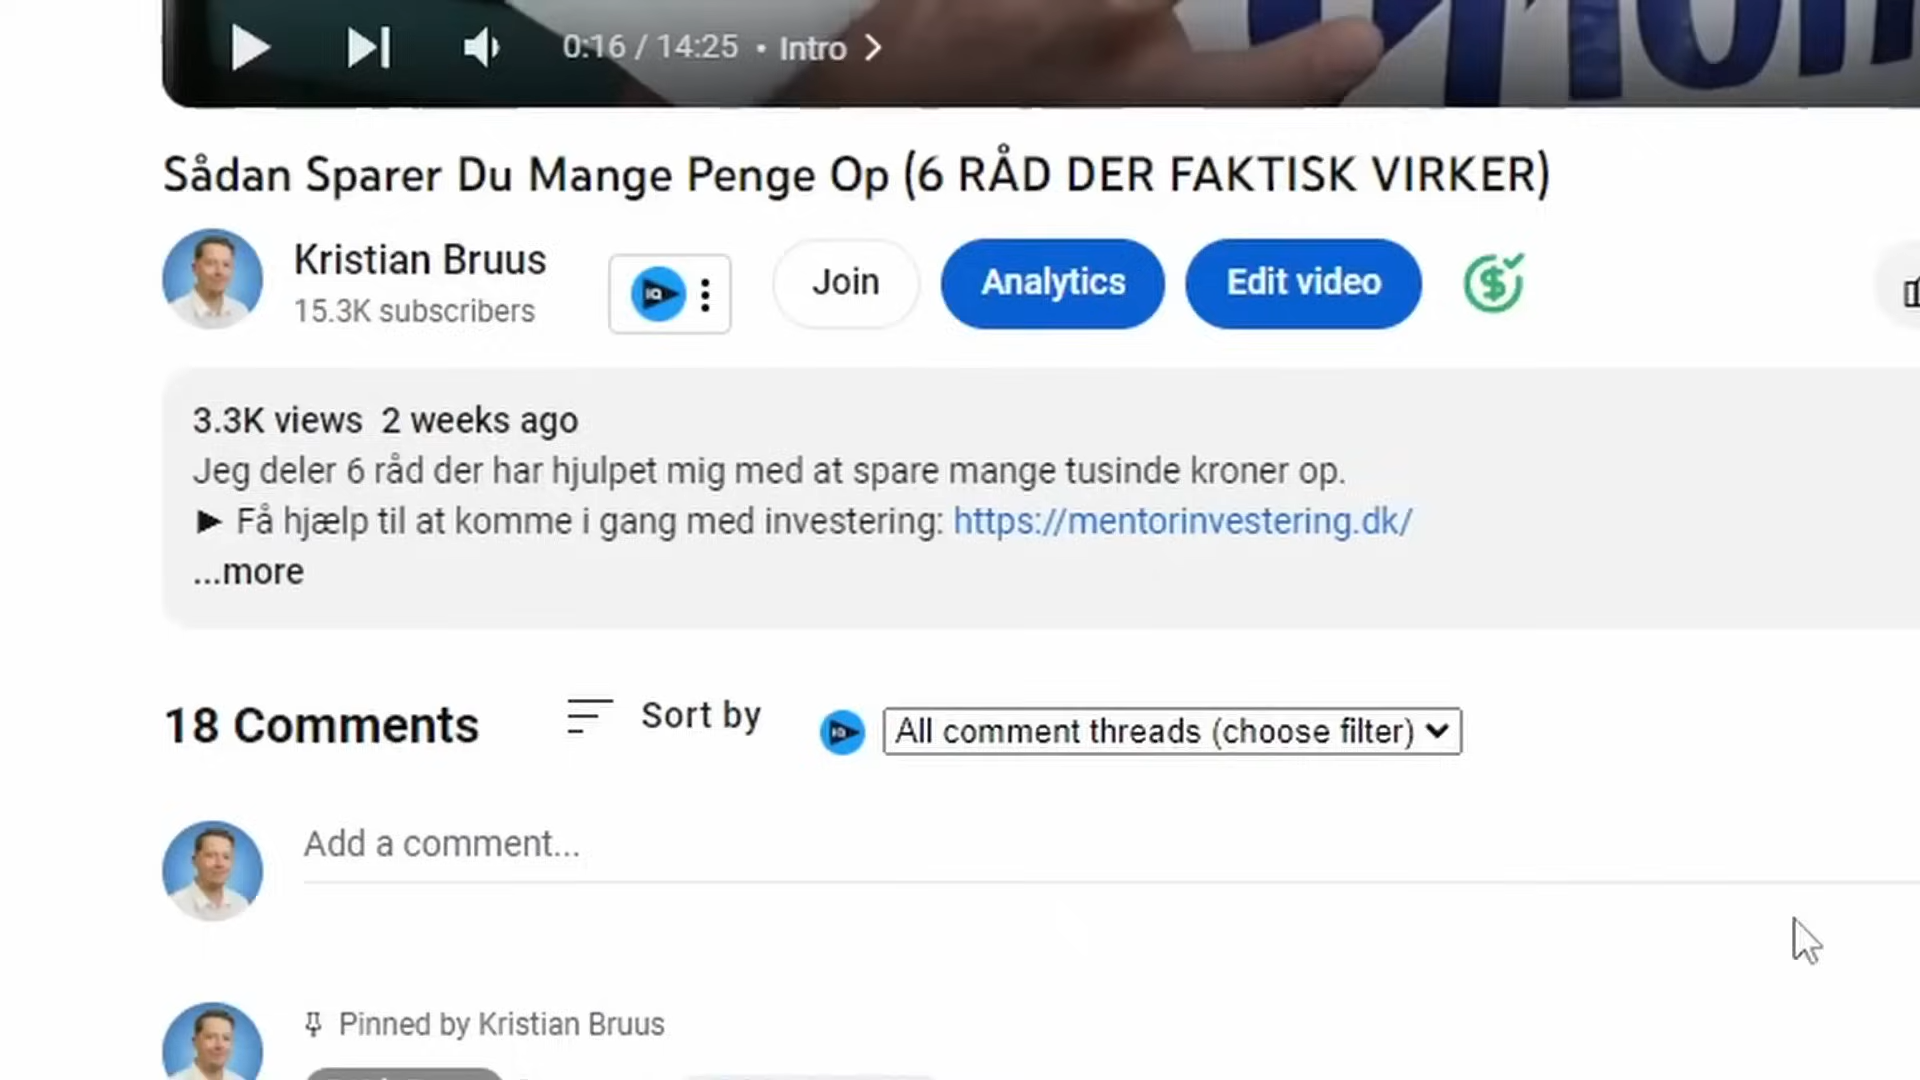 0:16 / 14:25 • Intro
Sådan Sparer Du Mange Penge Op (6 RÅD DER FAKTISK VIRKER)
Kristian Bruus
15.3K subscribers
IQ
Join
Analytics
Edit video
3.3K views 2 weeks ago
Jeg deler 6 råd der har hjulpet mig med at spare mange tusinde kroner op.
► Få hjælp til at komme i gang med investering: https://mentorinvestering.dk/
...more
18 Comments
Sort by
IQ
All comment threads (choose filter)
Add a comment...
Pinned by Kristian Bruus